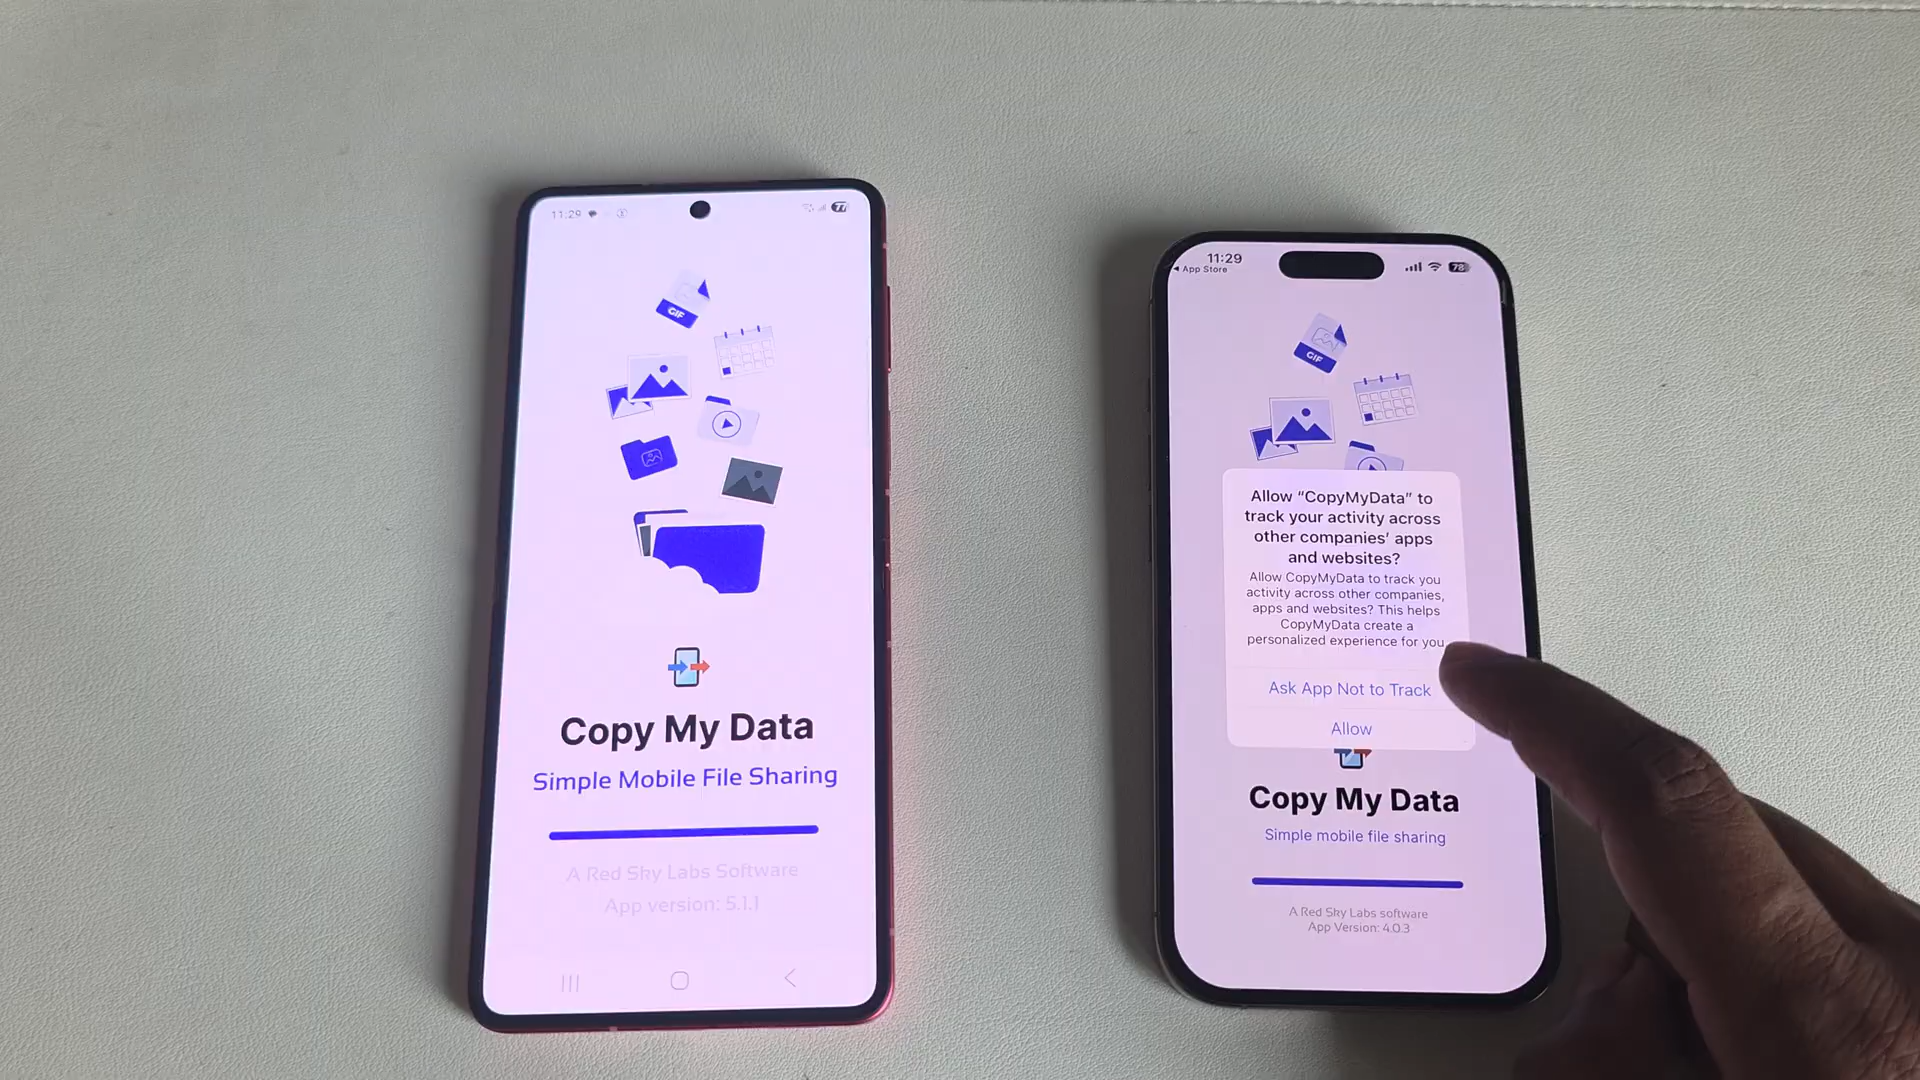 11:29
77
GIF
Copy My Data
Simple Mobile File Sharing
A Red Sky Labs Software
App version: 5.1.1
11:29
App Store
78
GIF
Allow “CopyMyData” to
track your activity across
other companies’ apps
and websites?
Allow CopyMyData to track you
activity across other companies,
apps and websites? This helps
CopyMyData create a
personalized experience for you
Ask App Not to Track
Allow
Copy My Data
Simple mobile file sharing
A Red Sky Labs software
App Version: 4.0.3